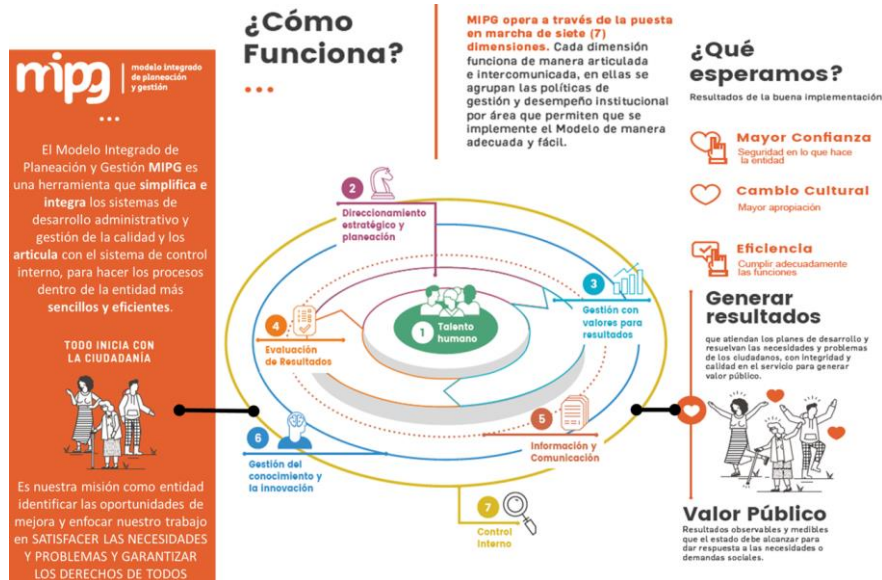 mipg
modelo integrado
de planeación
y gestión
El Modelo Integrado de
Planeación y Gestión MIPG es
una herramienta que simplifica e
integra los sistemas de
desarrollo administrativo y
gestión de la calidad y los
articula con el sistema de control
interno, para hacer los procesos
dentro de la entidad más
sencillos y eficientes.
TODO INICIA CON
LA CIUDADANÍA
Es nuestra misión como entidad
identificar las oportunidades de
mejora y enfocar nuestro trabajo
en SATISFACER LAS NECESIDADES
Y PROBLEMAS Y GARANTIZAR
LOS DERECHOS DE TODOS
¿Cómo
Funciona?
MIPG opera a través de la puesta
en marcha de siete (7)
dimensiones. Cada dimensión
funciona de manera articulada
e intercomunicada, en ellas se
agrupan las políticas de
gestión y desempeño institucional
por área que permiten que se
implemente el Modelo de manera
adecuada y fácil.
1
Talento
humano
2
Direccionamiento
estratégico y
planeación
3
Gestión con
valores para
resultados
4
Evaluación
de Resultados
5
Información y
Comunicación
6
Gestión del
conocimiento y
la innovación
7
Control
Interno
¿Qué
esperamos?
Resultados de la buena implementación
Mayor Confianza
Seguridad en lo que hace
la entidad
Cambio Cultural
Mayor apropiación
Eficiencia
Cumplir adecuadamente
las funciones
Generar
resultados
que atiendan los planes de desarrollo y
resuelvan las necesidades y problemas
de los ciudadanos, con integridad y
calidad en el servicio para generar
valor público.
Valor Público
Resultados observables y medibles
que el estado debe alcanzar para
dar respuesta a las necesidades o
demandas sociales.